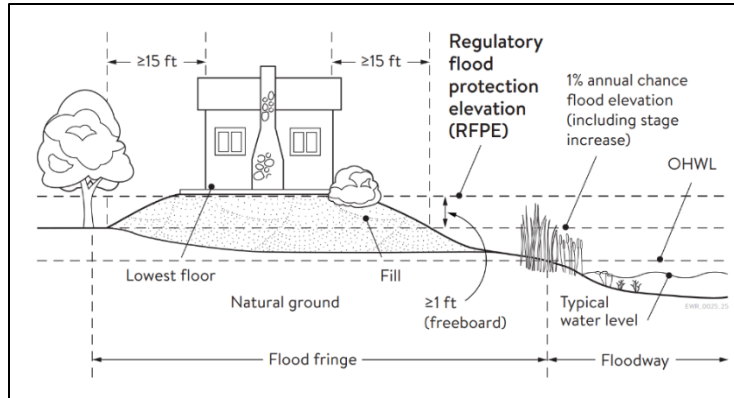 ≥15 ft
≥15 ft
Regulatory
flood
protection
elevation
(RFPE)
1% annual chance
flood elevation
(including stage
increase)
OHWL
Lowest floor
Fill
Natural ground
≥1 ft
(freeboard)
Typical
water level
Flood fringe
Floodway